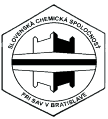 SLOVENSKÁ CHEMICKÁ SPOLOČNOSŤ
PRI SAV V BRATISLAVE